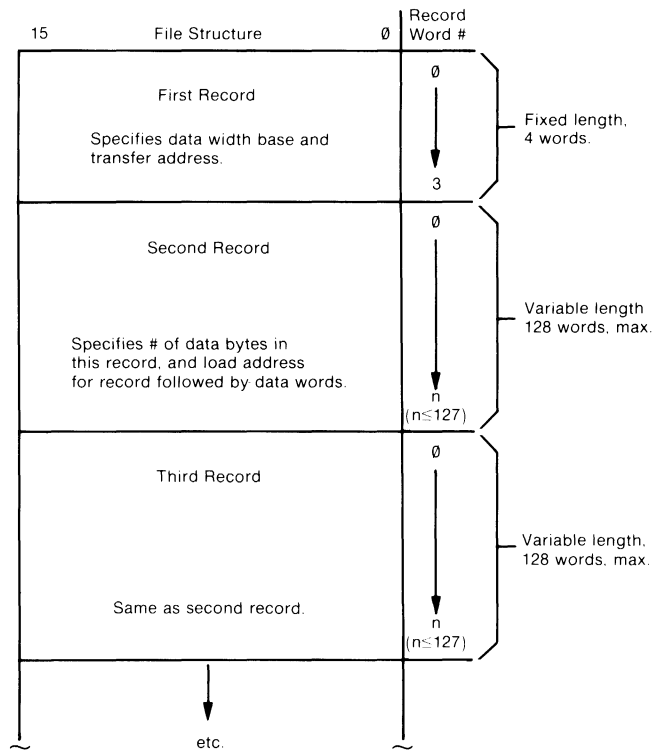 15 File Structure Ø Record Word #
First Record
Specifies data width base and
transfer address.
Ø
3
Fixed length,
4 words.
Second Record
Specifies # of data bytes in
this record, and load address
for record followed by data words.
Ø
n
(n≤127)
Variable length
128 words, max.
Third Record
Same as second record.
Ø
n
(n≤127)
Variable length,
128 words, max.
etc.